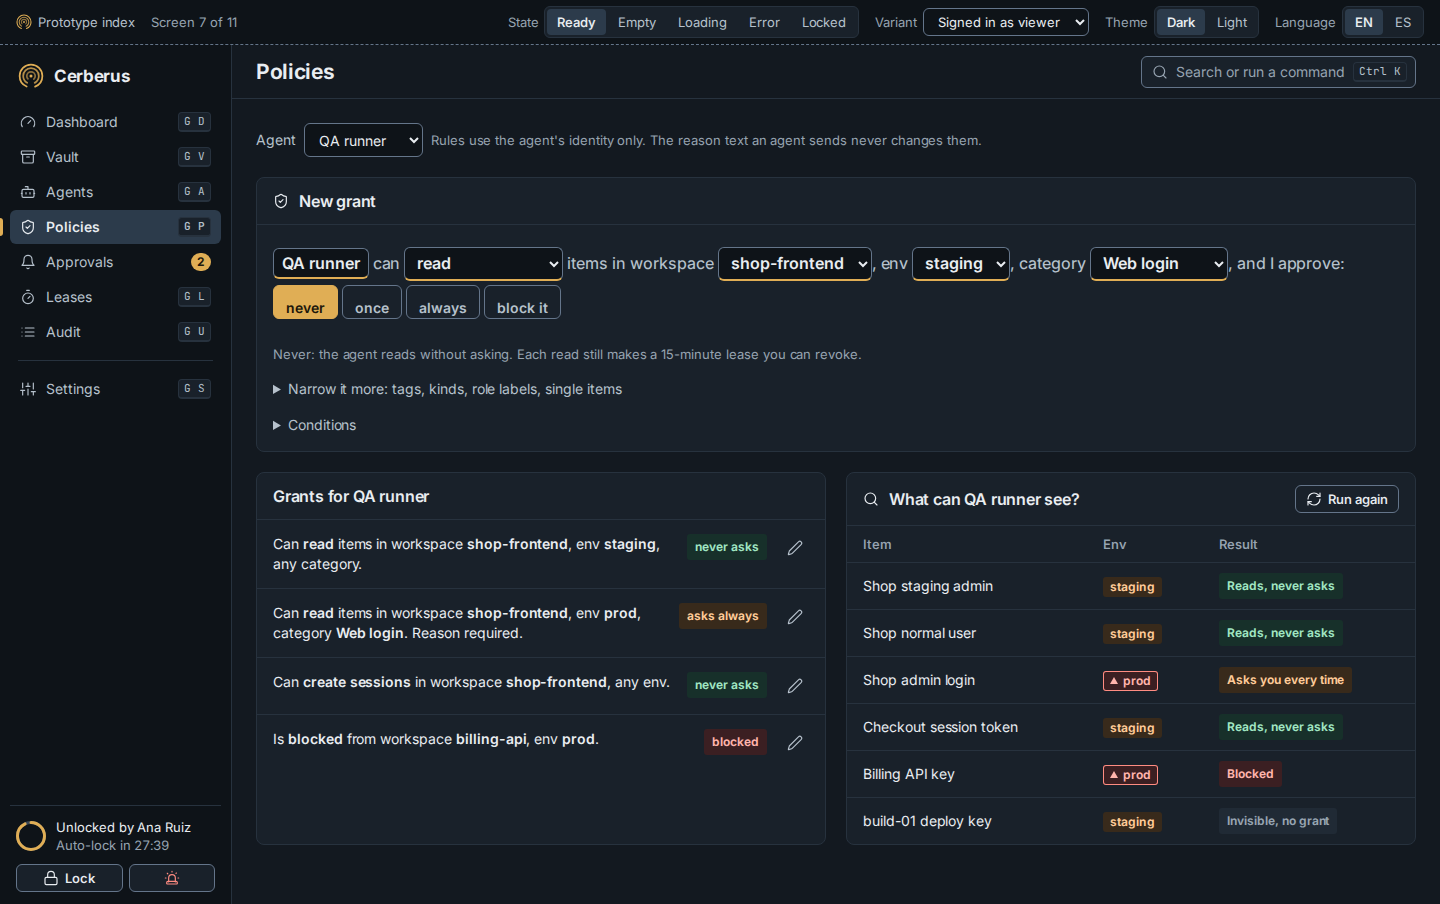 Prototype index Screen 7 of 11 State Ready Empty Loading Error Locked Variant Signed in as viewer Theme Dark Light Language EN ES
Cerberus
Dashboard G D
Vault G V
Agents G A
Policies G P
Approvals 2
Leases G L
Audit G U
Settings G S
Unlocked by Ana Ruiz
Auto-lock in 27:39
Lock
Policies
Search or run a command Ctrl K
Agent QA runner Rules use the agent's identity only. The reason text an agent sends never changes them.
New grant
QA runner can read items in workspace shop-frontend, env staging, category Web login, and I approve:
never once always block it
Never: the agent reads without asking. Each read still makes a 15-minute lease you can revoke.
Narrow it more: tags, kinds, role labels, single items
Conditions
Grants for QA runner
Can read items in workspace shop-frontend, env staging, never asks
any category.
Can read items in workspace shop-frontend, env prod, asks always
category Web login. Reason required.
Can create sessions in workspace shop-frontend, any env. never asks
Is blocked from workspace billing-api, env prod. blocked
What can QA runner see? Run again
Item Env Result
Shop staging admin staging Reads, never asks
Shop normal user staging Reads, never asks
Shop admin login prod Asks you every time
Checkout session token staging Reads, never asks
Billing API key prod Blocked
build-01 deploy key staging Invisible, no grant